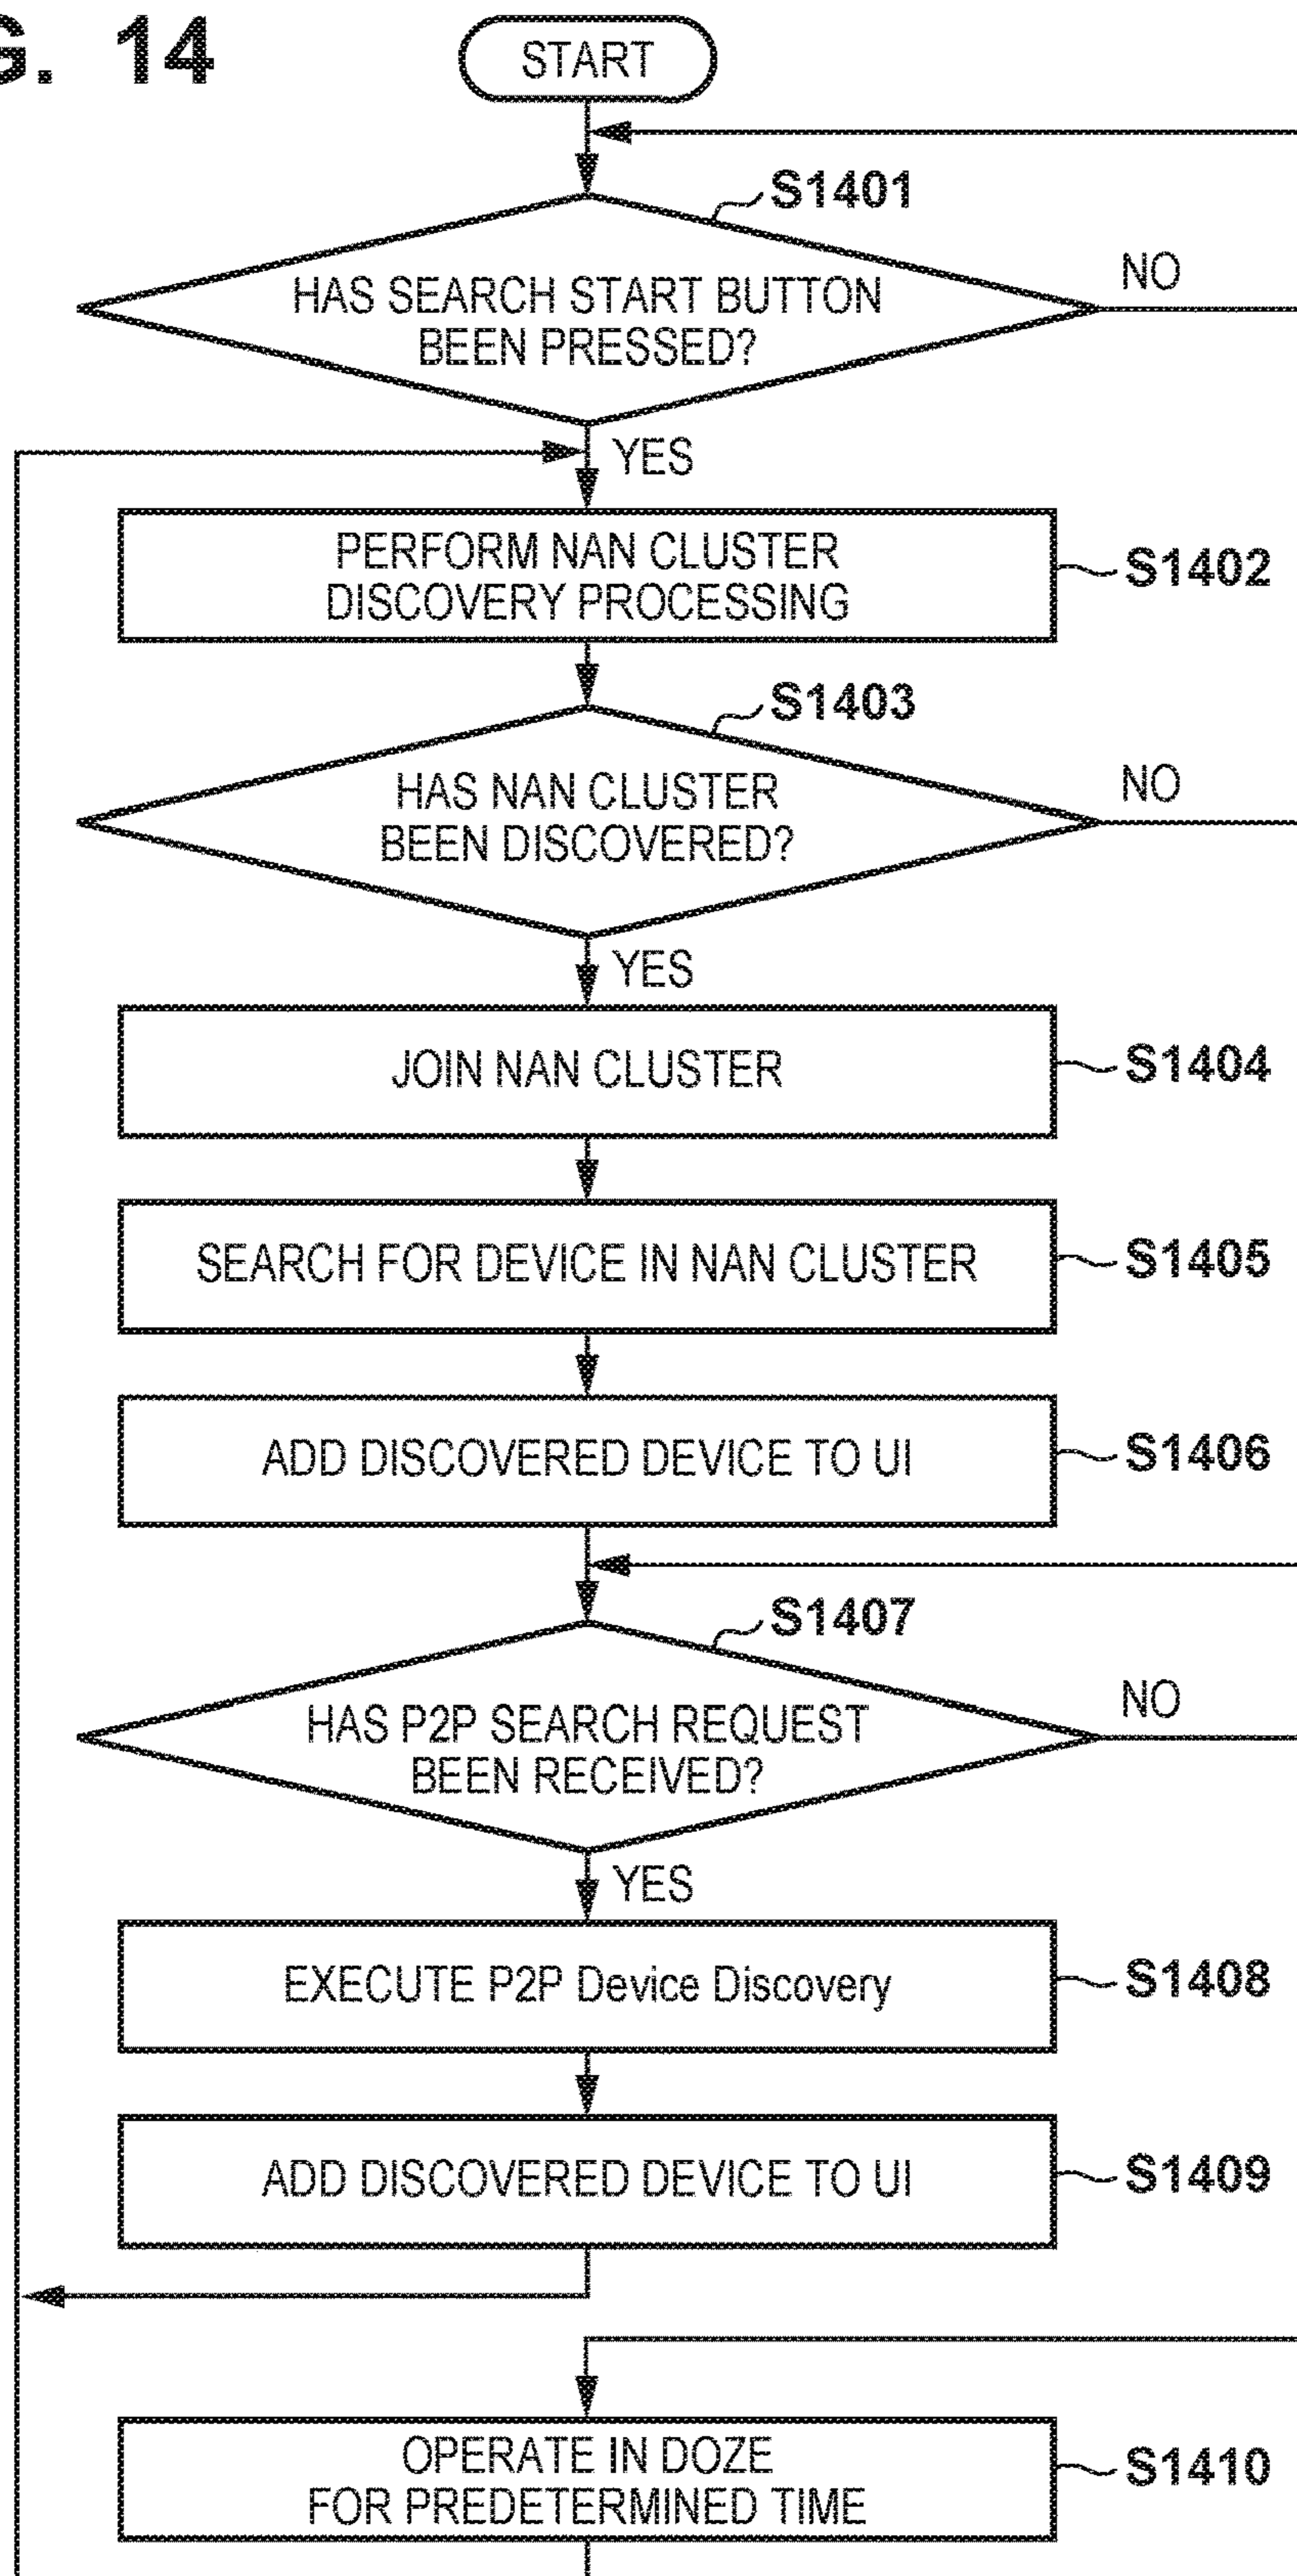 G. 14
START
S1401
HAS SEARCH START BUTTON
BEEN PRESSED?
NO
YES
PERFORM NAN CLUSTER
DISCOVERY PROCESSING
S1402
S1403
HAS NAN CLUSTER
BEEN DISCOVERED?
NO
YES
JOIN NAN CLUSTER
S1404
SEARCH FOR DEVICE IN NAN CLUSTER
S1405
ADD DISCOVERED DEVICE TO UI
S1406
S1407
HAS P2P SEARCH REQUEST
BEEN RECEIVED?
NO
YES
EXECUTE P2P Device Discovery
S1408
ADD DISCOVERED DEVICE TO UI
S1409
OPERATE IN DOZE
FOR PREDETERMINED TIME
S1410